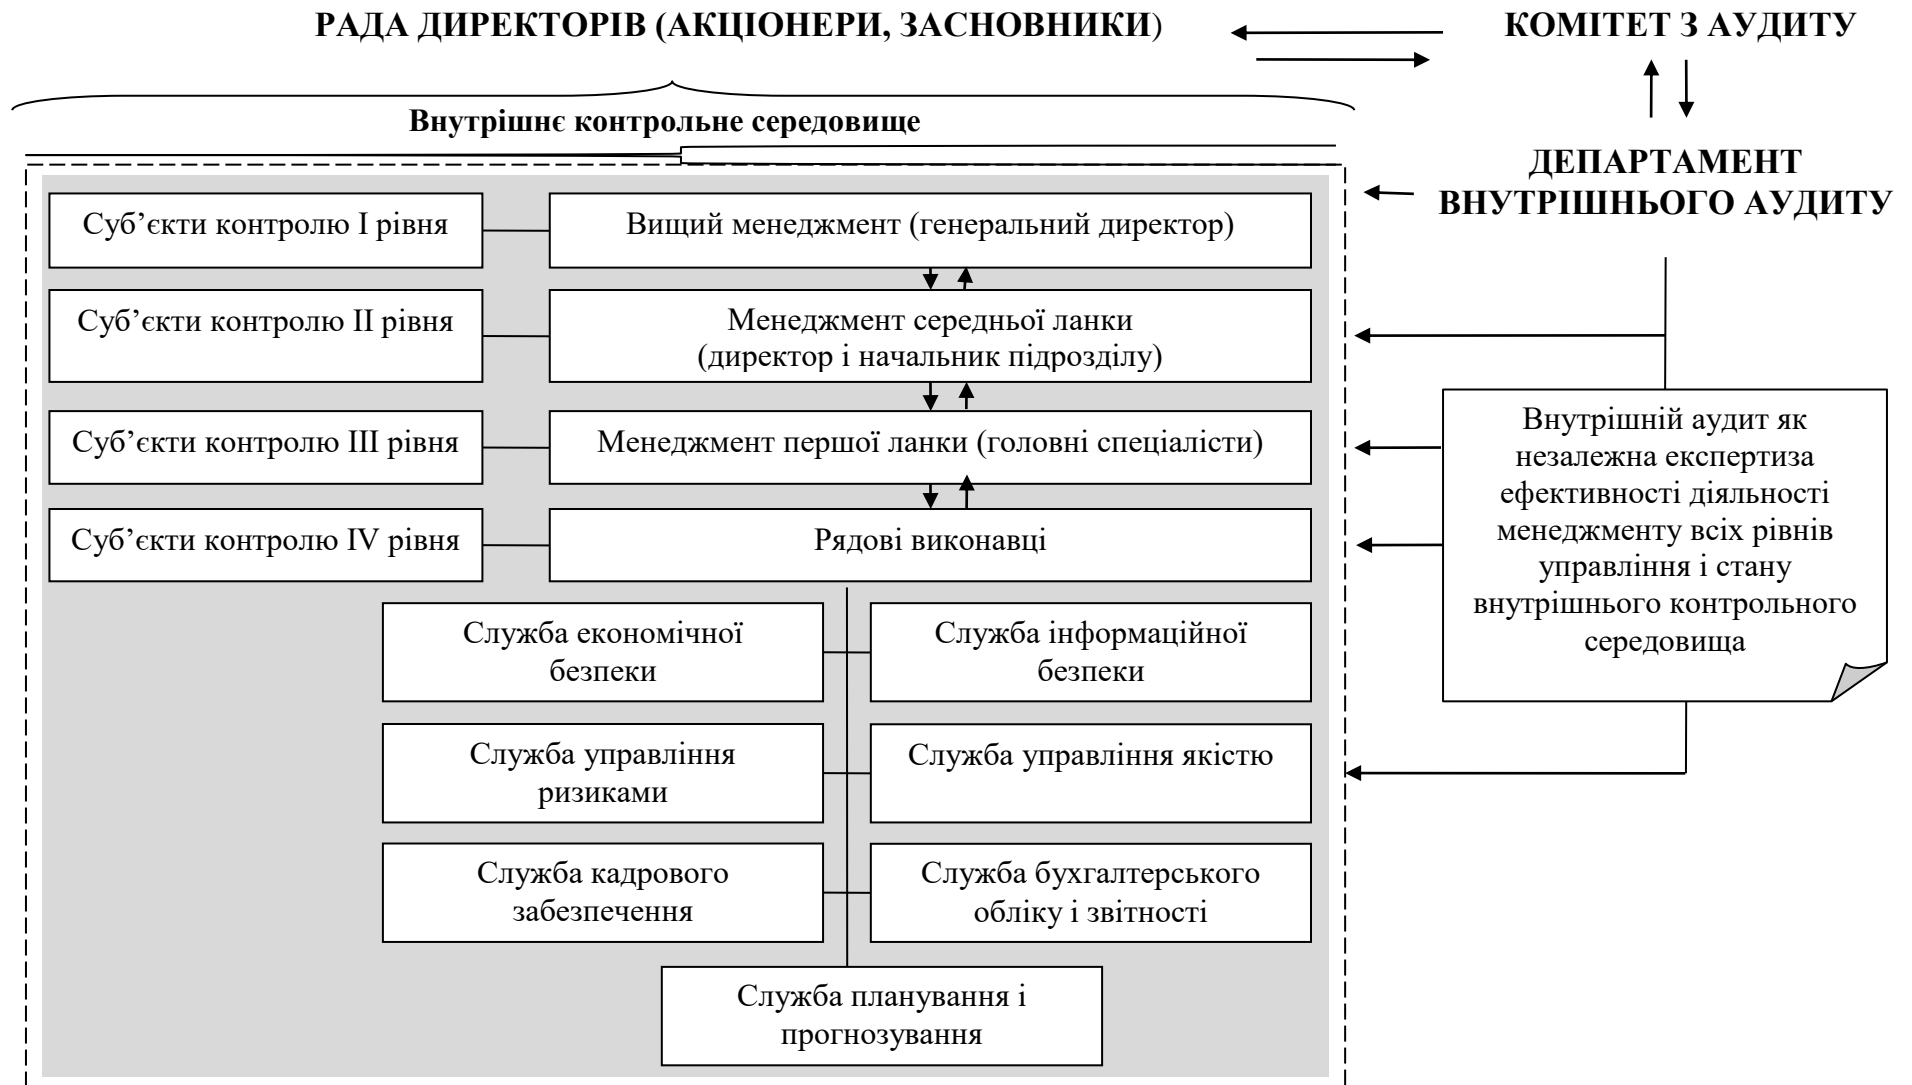 РАДА ДИРЕКТОРІВ (АКЦІОНЕРИ, ЗАСНОВНИКИ)
КОМІТЕТ З АУДИТУ
Внутрішнє контрольне середовище
ДЕПАРТАМЕНТ
ВНУТРІШНЬОГО АУДИТУ
Суб’єкти контролю І рівня
Вищий менеджмент (генеральний директор)
Суб’єкти контролю ІІ рівня
Менеджмент середньої ланки
(директор і начальник підрозділу)
Суб’єкти контролю ІІІ рівня
Менеджмент першої ланки (головні спеціалісти)
Суб’єкти контролю IV рівня
Рядові виконавці
Внутрішній аудит як
незалежна експертиза
ефективності діяльності
менеджменту всіх рівнів
управління і стану
внутрішнього контрольного
середовища
Служба економічної
безпеки
Служба інформаційної
безпеки
Служба управління
ризиками
Служба управління якістю
Служба кадрового
забезпечення
Служба бухгалтерського
обліку і звітності
Служба планування і
прогнозування